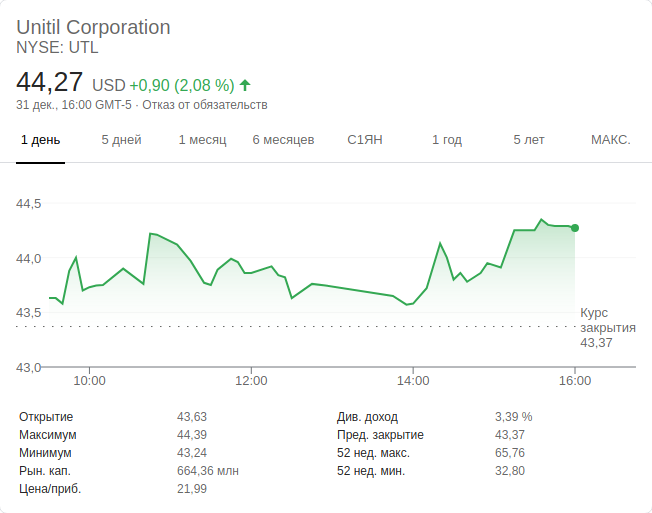 Unitil Corporation
NYSE: UTL
44,27 USD +0,90 (2,08 %)
31 дек., 16:00 GMT-5 · Отказ от обязательств
1 день 5 дней 1 месяц 6 месяцев С1ЯН 1 год 5 лет МАКС.
44,5
44,0
43,5
Курс
закрытия
43,37
43,0
10:00 12:00 14:00 16:00
Открытие 43,63 Див. доход 3,39 %
Максимум 44,39 Пред. закрытие 43,37
Минимум 43,24 52 нед. макс. 65,76
Рын. кап. 664,36 млн 52 нед. мин. 32,80
Цена/приб. 21,99